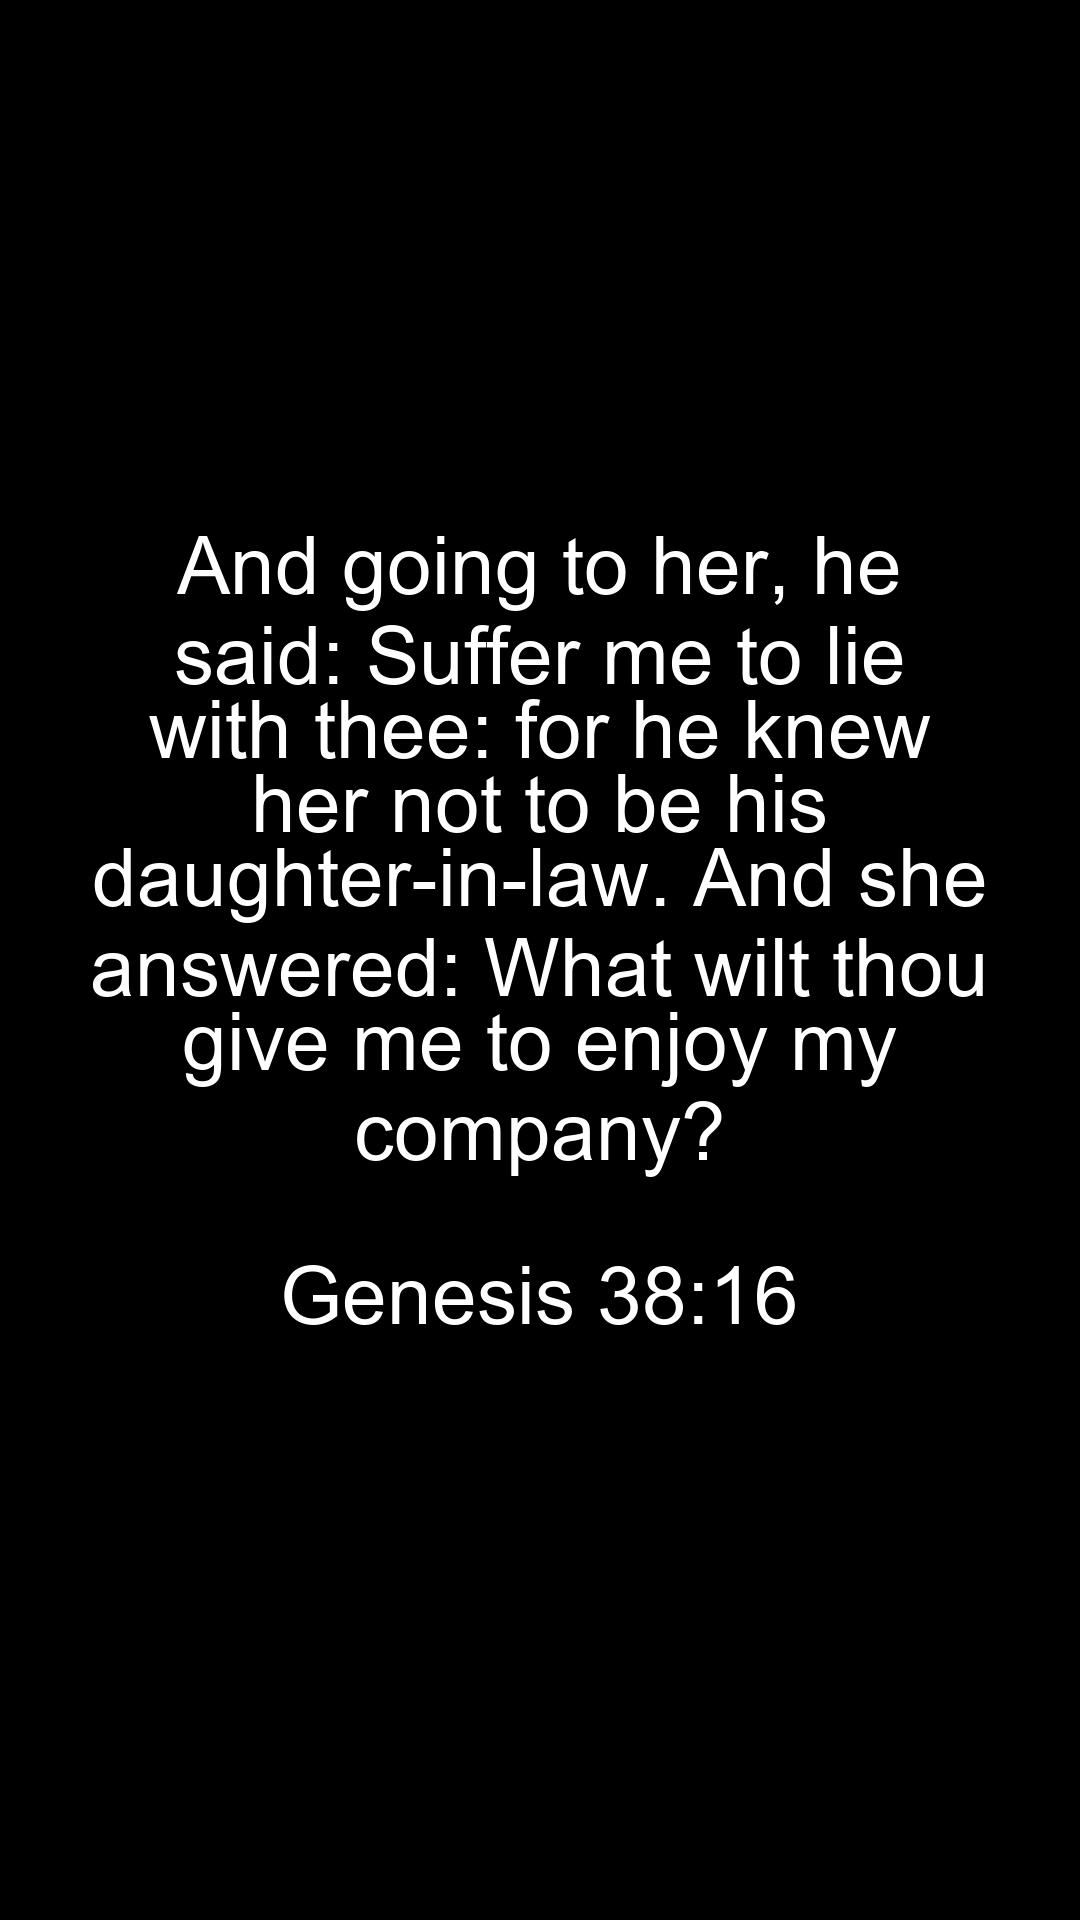 And going to her, he
said: Suffer me to lie
with thee: for he knew
her not to be his
daughter-in-law. And she
answered: What wilt thou
give me to enjoy my
company?
Genesis 38:16